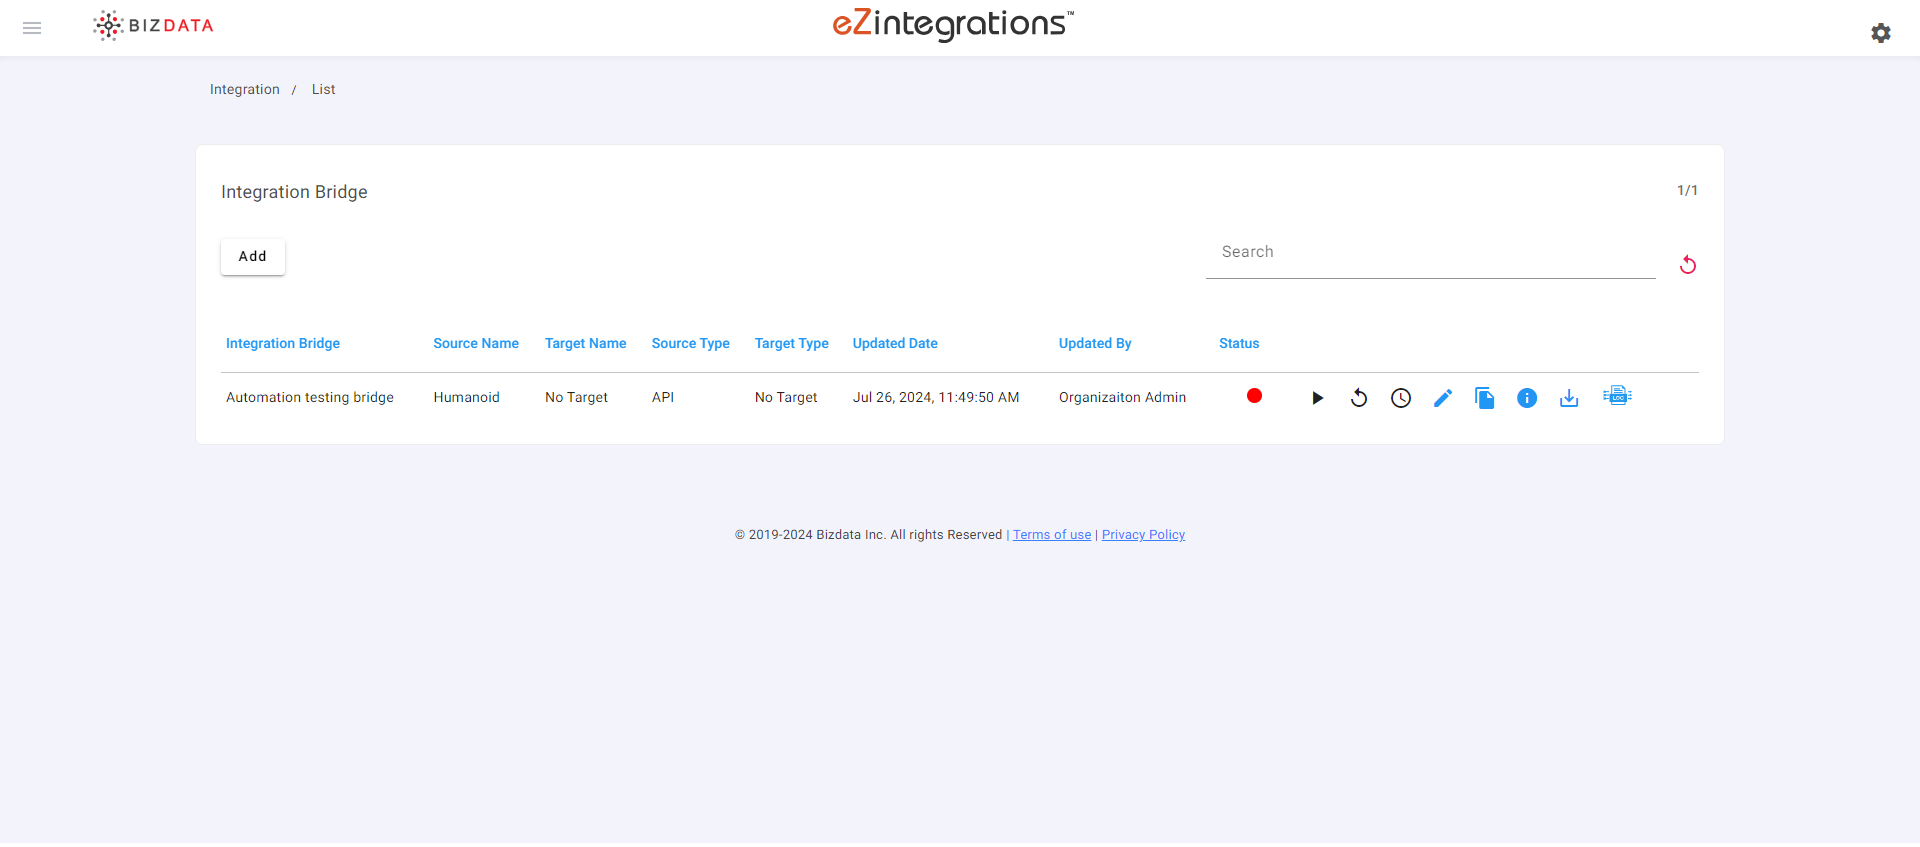 BIZDATA
eZintegrations™
Integration / List
Integration Bridge
1/1
Add
Search
Integration Bridge Source Name Target Name Source Type Target Type Updated Date Updated By Status
Automation testing bridge Humanoid No Target API No Target Jul 26, 2024, 11:49:50 AM Organizaiton Admin
LOG
© 2019-2024 Bizdata Inc. All rights Reserved | Terms of use | Privacy Policy